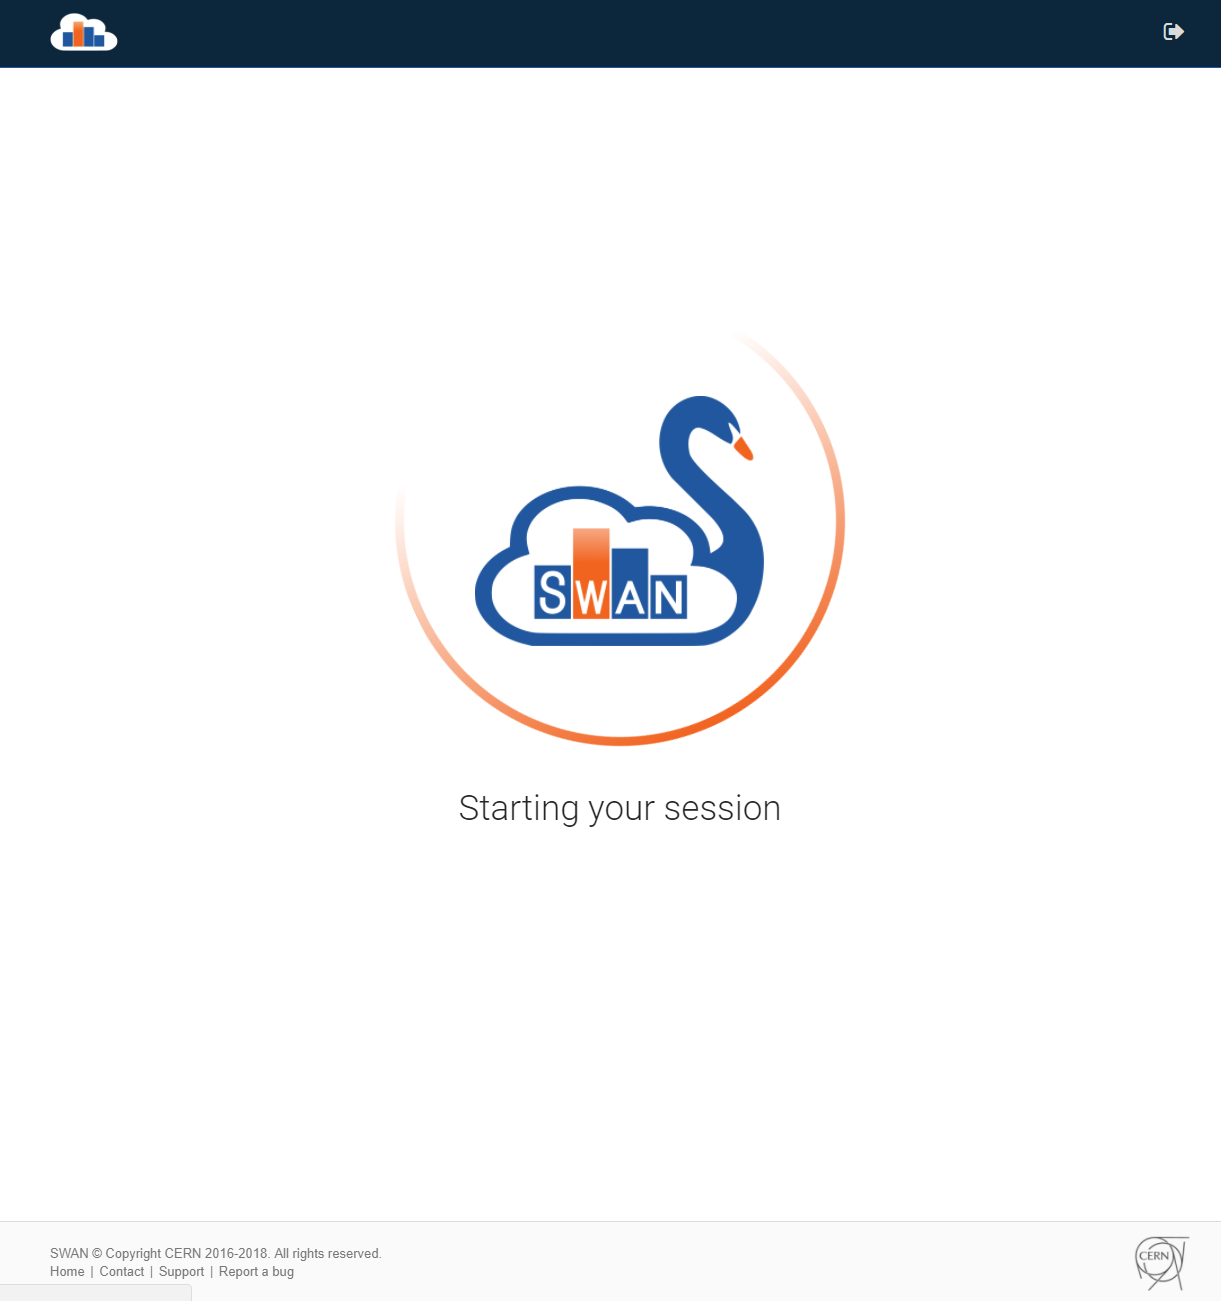 SWAN
Starting your session
SWAN © Copyright CERN 2016-2018. All rights reserved.
Home | Contact | Support | Report a bug
CERN